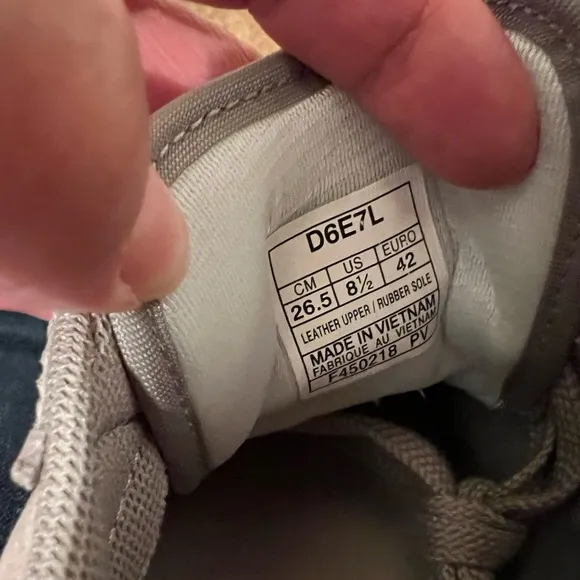 D6E7L
CM US EURO
26.5 8½ 42
LEATHER UPPER / RUBBER SOLE
MADE IN VIETNAM
FABRIQUE AU VIETNAM
F450218 PV